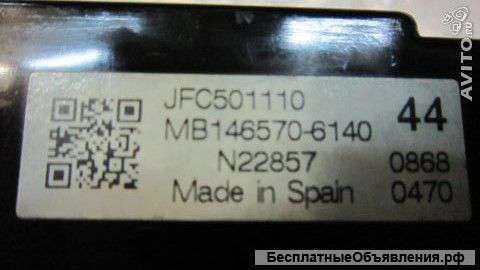 JFC501110
MB146570-6140 44
N22857 0868
Made in Spain 0470
AVITO.ru
БесплатныеОбъявления.рф